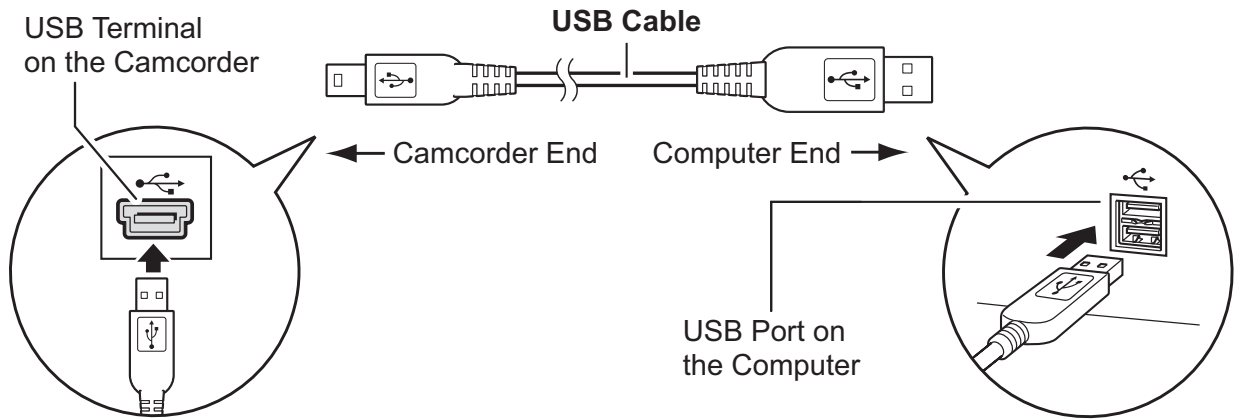 USB Terminal
on the Camcorder
USB Cable
Camcorder End
Computer End
USB Port on
the Computer